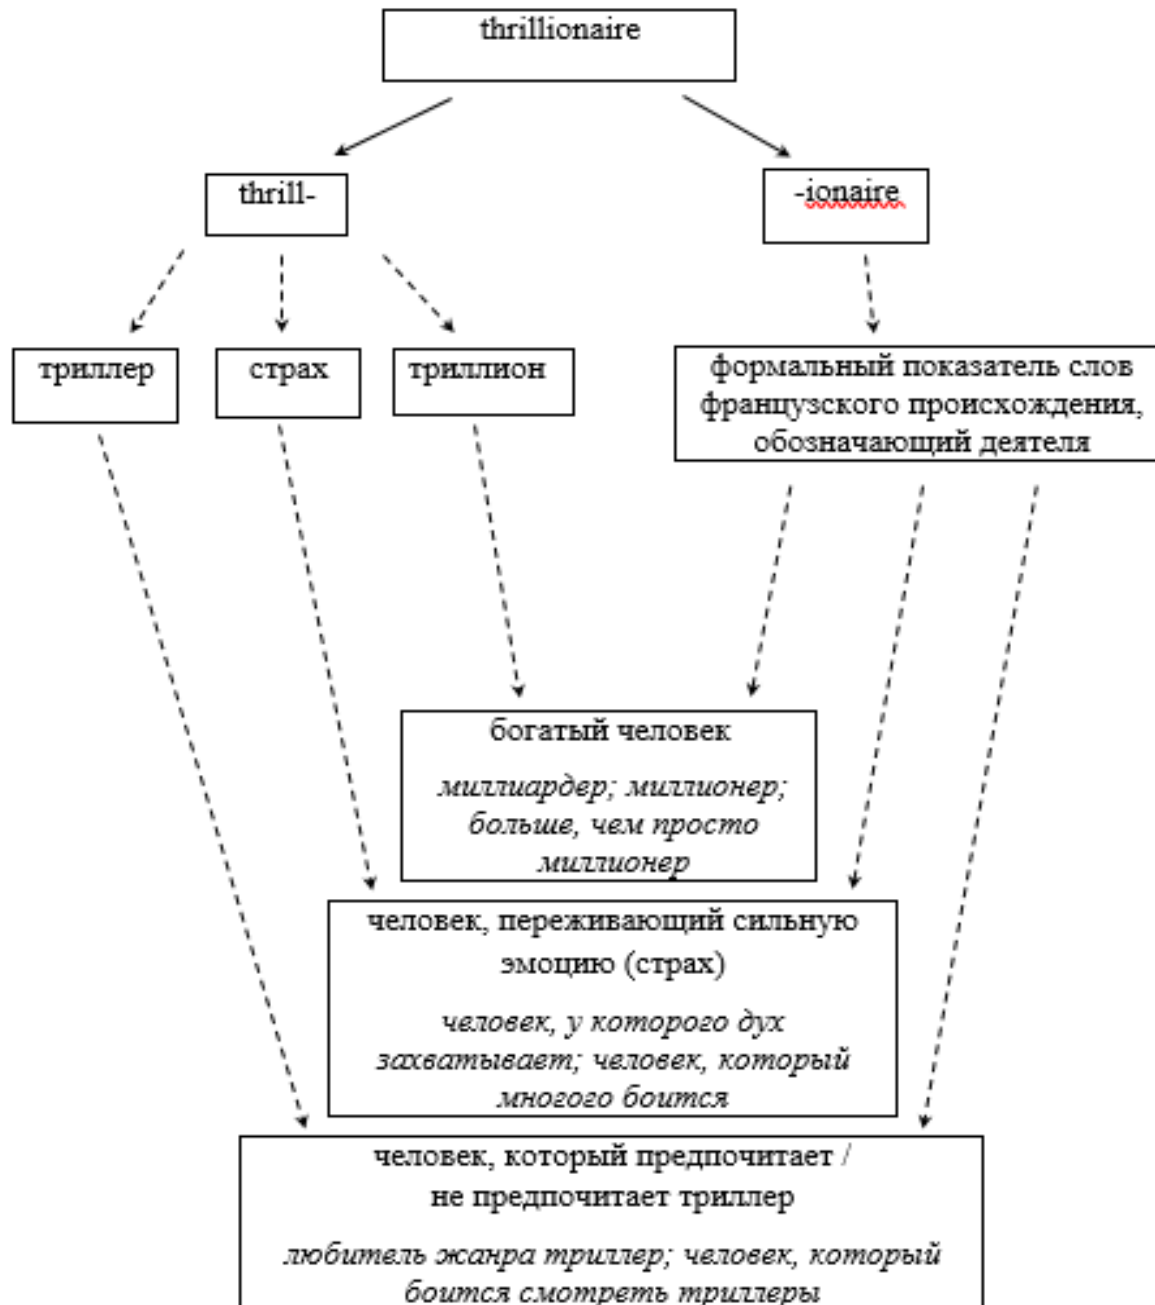 thrillionaire
thrill-
-ionaire
триллер
страх
триллион
формальный показатель слов
французского происхождения,
обозначающий деятеля
богатый человек
миллиардер; миллионер;
больше, чем просто
миллионер
человек, переживающий сильную
эмоцию (страх)
человек, у которого дух
захватывает; человек, который
многого боится
человек, который предпочитает /
не предпочитает триллер
любитель жанра триллер; человек, который
боится смотреть триллеры